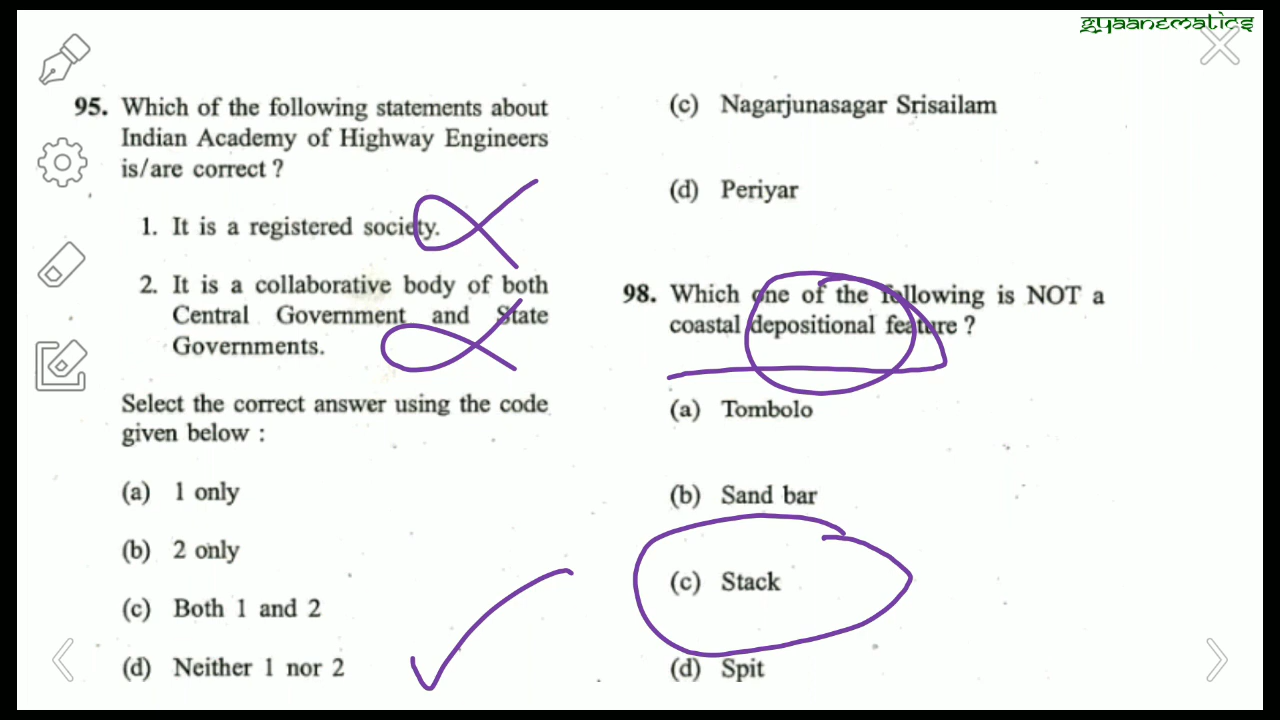 gyaanematics
95. Which of the following statements about
Indian Academy of Highway Engineers
is/are correct ?
1. It is a registered society.
2. It is a collaborative body of both
Central Government and State
Governments.
Select the correct answer using the code
given below :
(a) 1 only
(b) 2 only
(c) Both 1 and 2
(d) Neither 1 nor 2
(c) Nagarjunasagar Srisailam
(d) Periyar
98. Which one of the following is NOT a
coastal depositional feature ?
(a) Tombolo
(b) Sand bar
(c) Stack
(d) Spit